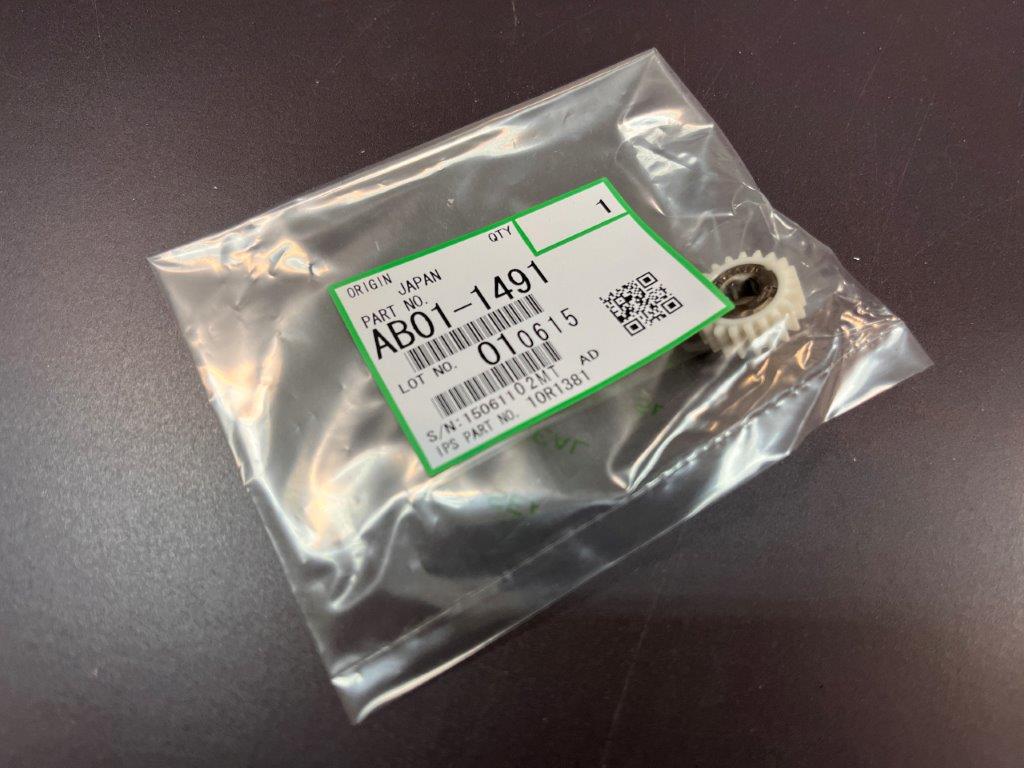 QTY 1
ORIGIN JAPAN
PART NO.
AB01-1491
LOT NO. 010615
S/N:15061102MT AD
IPS PART NO. 10R1381